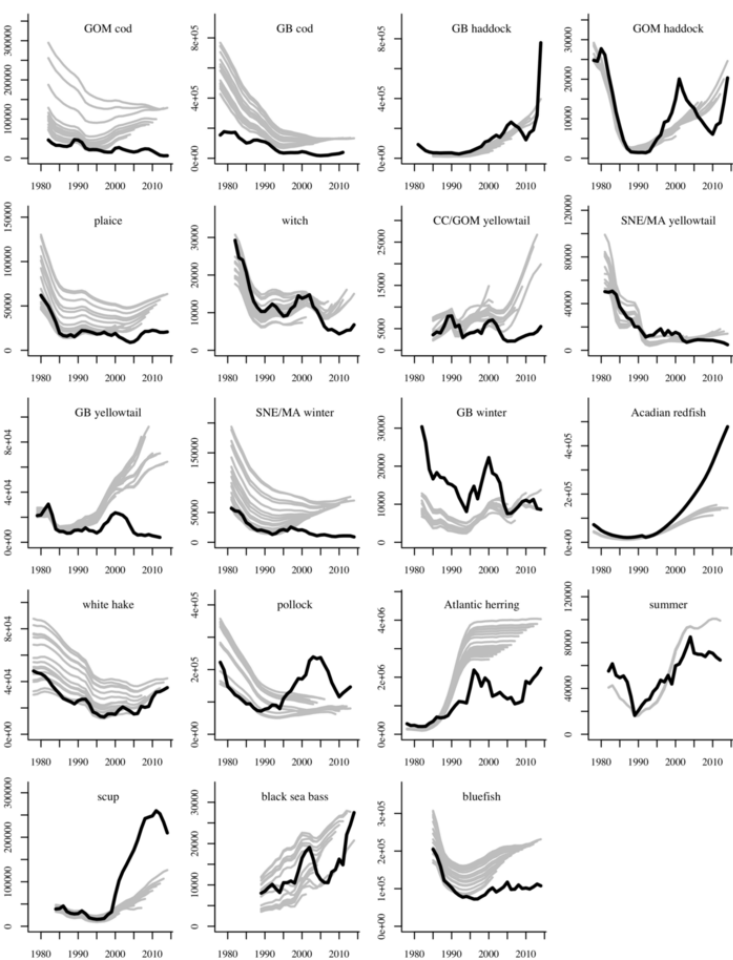 GOM cod
GB cod
GB haddock
GOM haddock
0 100000 200000 300000
0e+00 4e+05 8e+05
0e+00 4e+05 8e+05
0 100000 200000 300000
1980 1990 2000 2010
1980 1990 2000 2010
1980 1990 2000 2010
1980 1990 2000 2010
plaice
witch
CC/GOM yellowtail
SNE/MA yellowtail
0 50000 100000 150000
0 10000 20000 30000
0 5000 15000 25000
0 40000 80000 120000
1980 1990 2000 2010
1980 1990 2000 2010
1980 1990 2000 2010
1980 1990 2000 2010
GB yellowtail
SNE/MA winter
GB winter
Acadian redfish
0e+00 4e+04 8e+04
0 50000 150000
0 10000 20000 30000
0e+00 2e+05 4e+05
1980 1990 2000 2010
1980 1990 2000 2010
1980 1990 2000 2010
1980 1990 2000 2010
white hake
pollock
Atlantic herring
summer
0e+00 4e+04 8e+04
0e+00 2e+05 4e+05
0e+00 2e+06 4e+06
0 40000 80000 120000
1980 1990 2000 2010
1980 1990 2000 2010
1980 1990 2000 2010
1980 1990 2000 2010
scup
black sea bass
bluefish
0 100000 200000 300000
0 10000 20000 30000
0e+00 1e+05 2e+05 3e+05
1980 1990 2000 2010
1980 1990 2000 2010
1980 1990 2000 2010